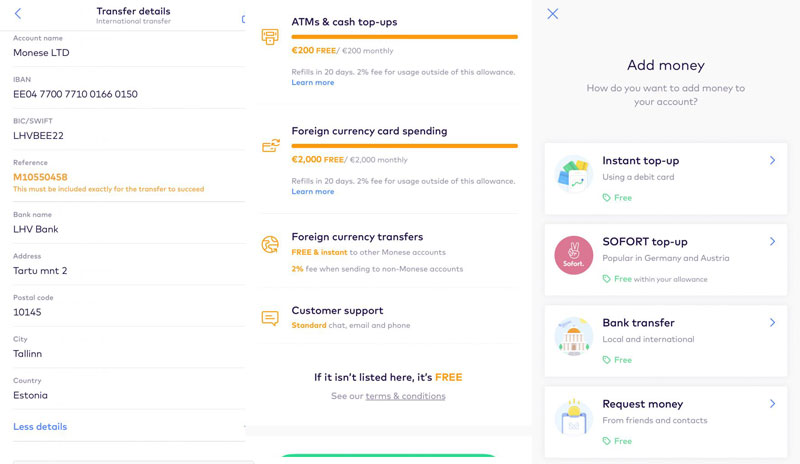 Transfer details
International transfer
Account name
Monese LTD
IBAN
EE04 7700 7710 0166 0150
BIC/SWIFT
LHVBEE22
Reference
M10550458
This must be included exactly for the transfer to succeed
Bank name
LHV Bank
Address
Tartu mnt 2
Postal code
10145
City
Tallinn
Country
Estonia
Less details
ATMs & cash top-ups
€200 FREE/ €200 monthly
Refills in 20 days. 2% fee for usage outside of this allowance.
Learn more
Foreign currency card spending
€2,000 FREE/ €2,000 monthly
Refills in 20 days. 2% fee for usage outside of this allowance.
Learn more
Foreign currency transfers
FREE & instant to other Monese accounts
2% fee when sending to non-Monese accounts
Customer support
Standard chat, email and phone
If it isn't listed here, it's FREE
See our terms & conditions
Add money
How do you want to add money to
your account?
Instant top-up
Using a debit card
Free
Sofort.
SOFORT top-up
Popular in Germany and Austria
Free within your allowance
Bank transfer
Local and international
Free
Request money
From friends and contacts
Free